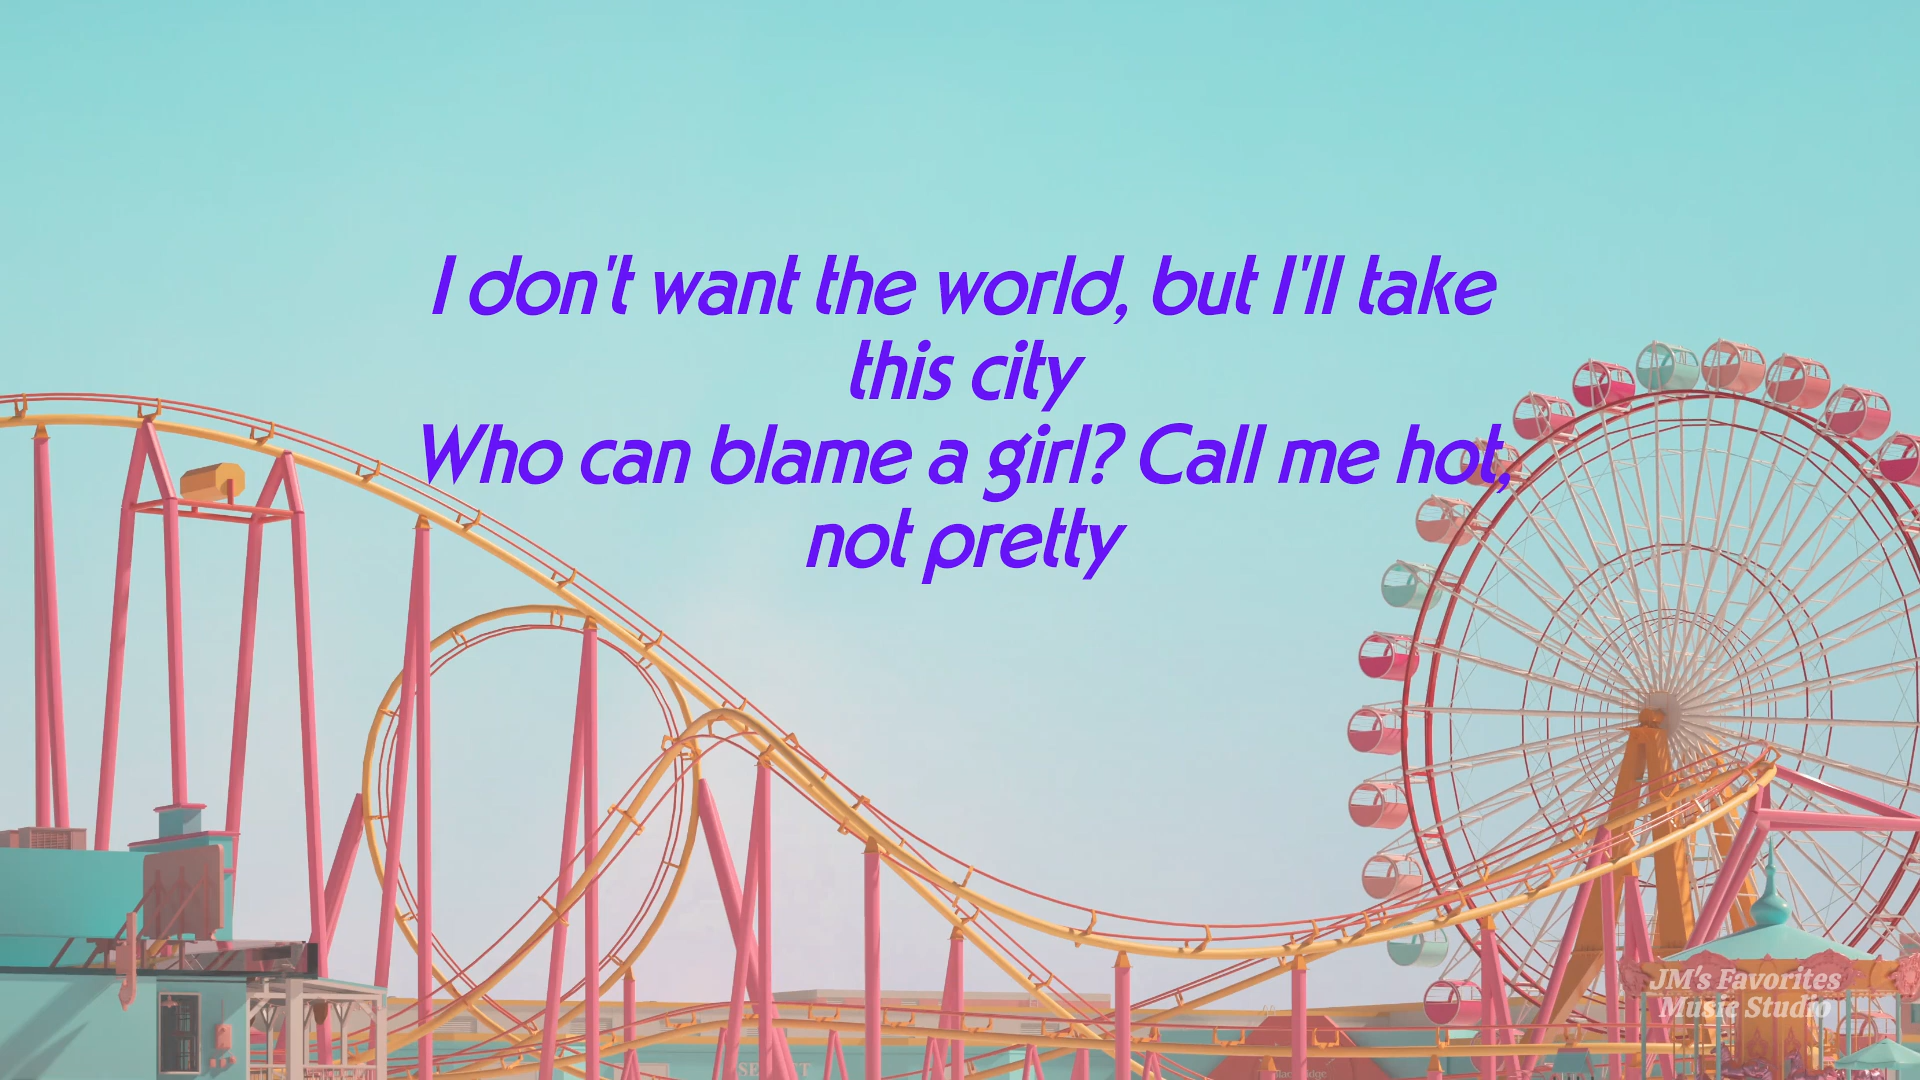 I don't want the world, but I'll take
this city
Who can blame a girl? Call me hot,
not pretty
JM's Favorites
Music Studio